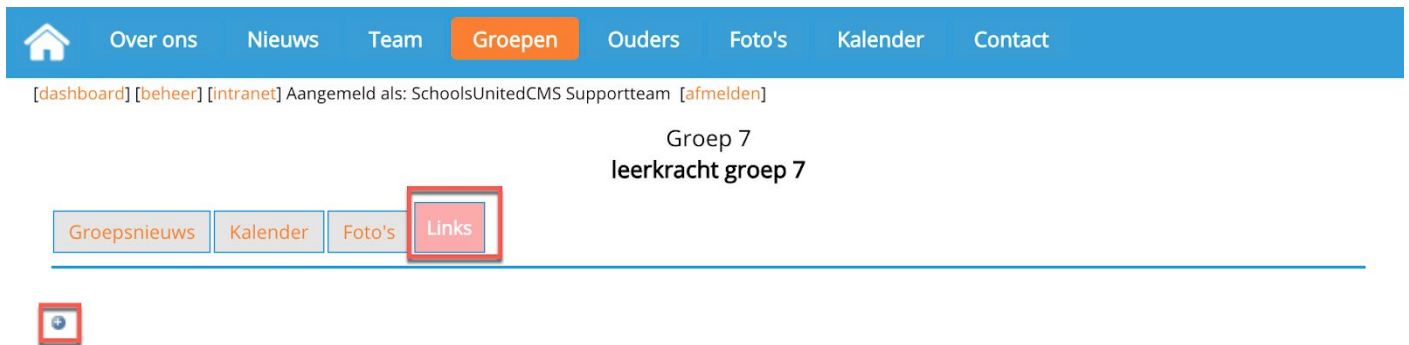 Over ons Nieuws Team Groepen Ouders Foto's Kalender Contact
[dashboard] [beheer] [intranet] Aangemeld als: SchoolsUnitedCMS Supportteam [afmelden]
Groep 7
leerkracht groep 7
Groepsnieuws Kalender Foto's Links